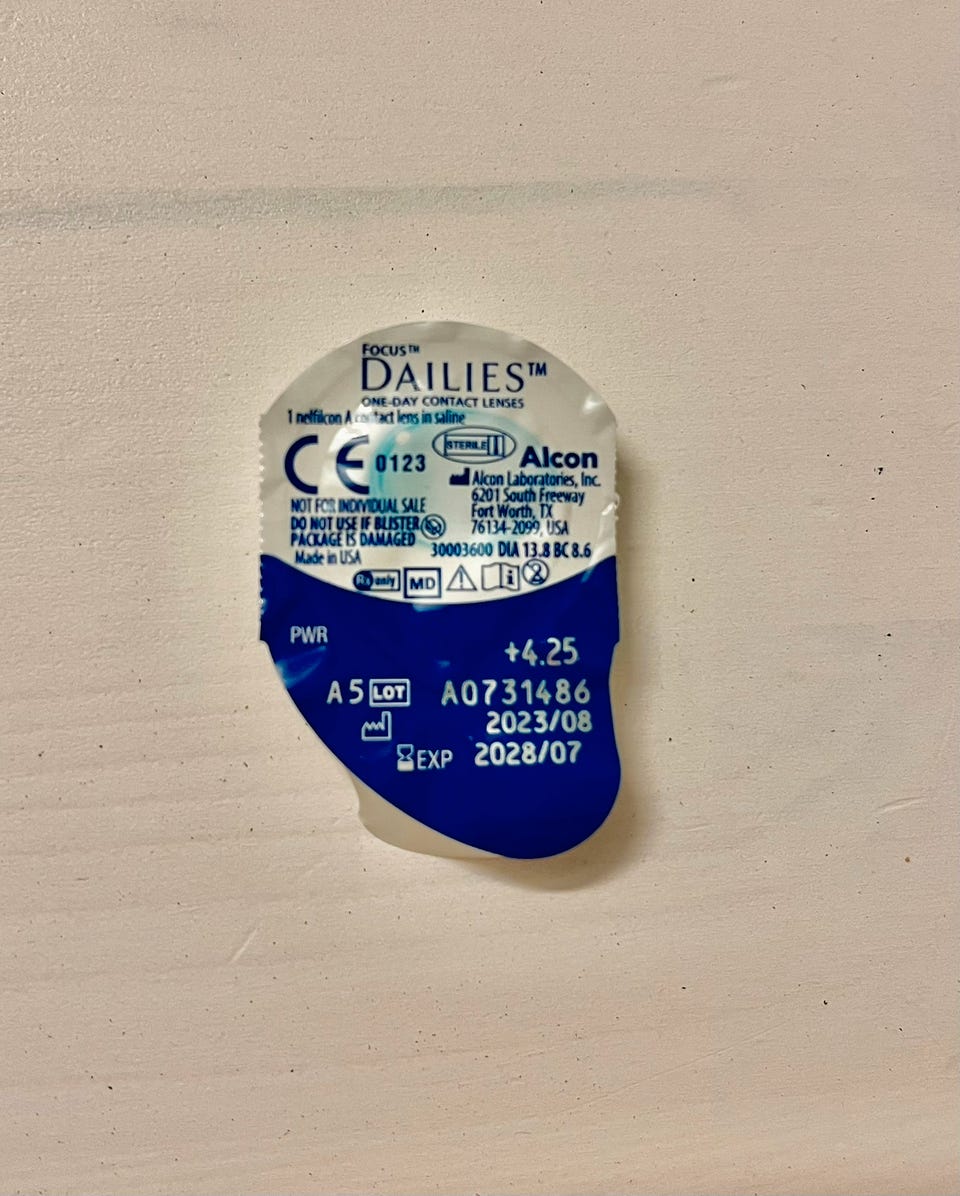 FOCUS™
DAILIES™
ONE-DAY CONTACT LENSES
1 nelfilcon A contact lens in saline
CE 0123
STERILE
Alcon
Alcon Laboratories, Inc.
6201 South Freeway
Fort Worth, TX
76134-2099, USA
NOT FOR INDIVIDUAL SALE
DO NOT USE IF BLISTER
PACKAGE IS DAMAGED
Made in USA
30003600 DIA 13.8 BC 8.6
Rx only MD i 2
PWR +4.25
A5 LOT A0731486
2023/08
EXP 2028/07